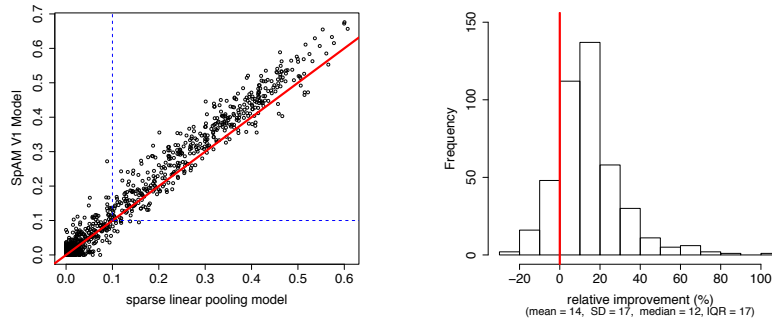 SpAM V1 Model
0.0 0.1 0.2 0.3 0.4 0.5 0.6 0.7
0.0 0.1 0.2 0.3 0.4 0.5 0.6
sparse linear pooling model
Frequency
0 50 100 150
−20 0 20 40 60 80 100
relative improvement (%)
(mean = 14, SD = 17, median = 12, IQR = 17)